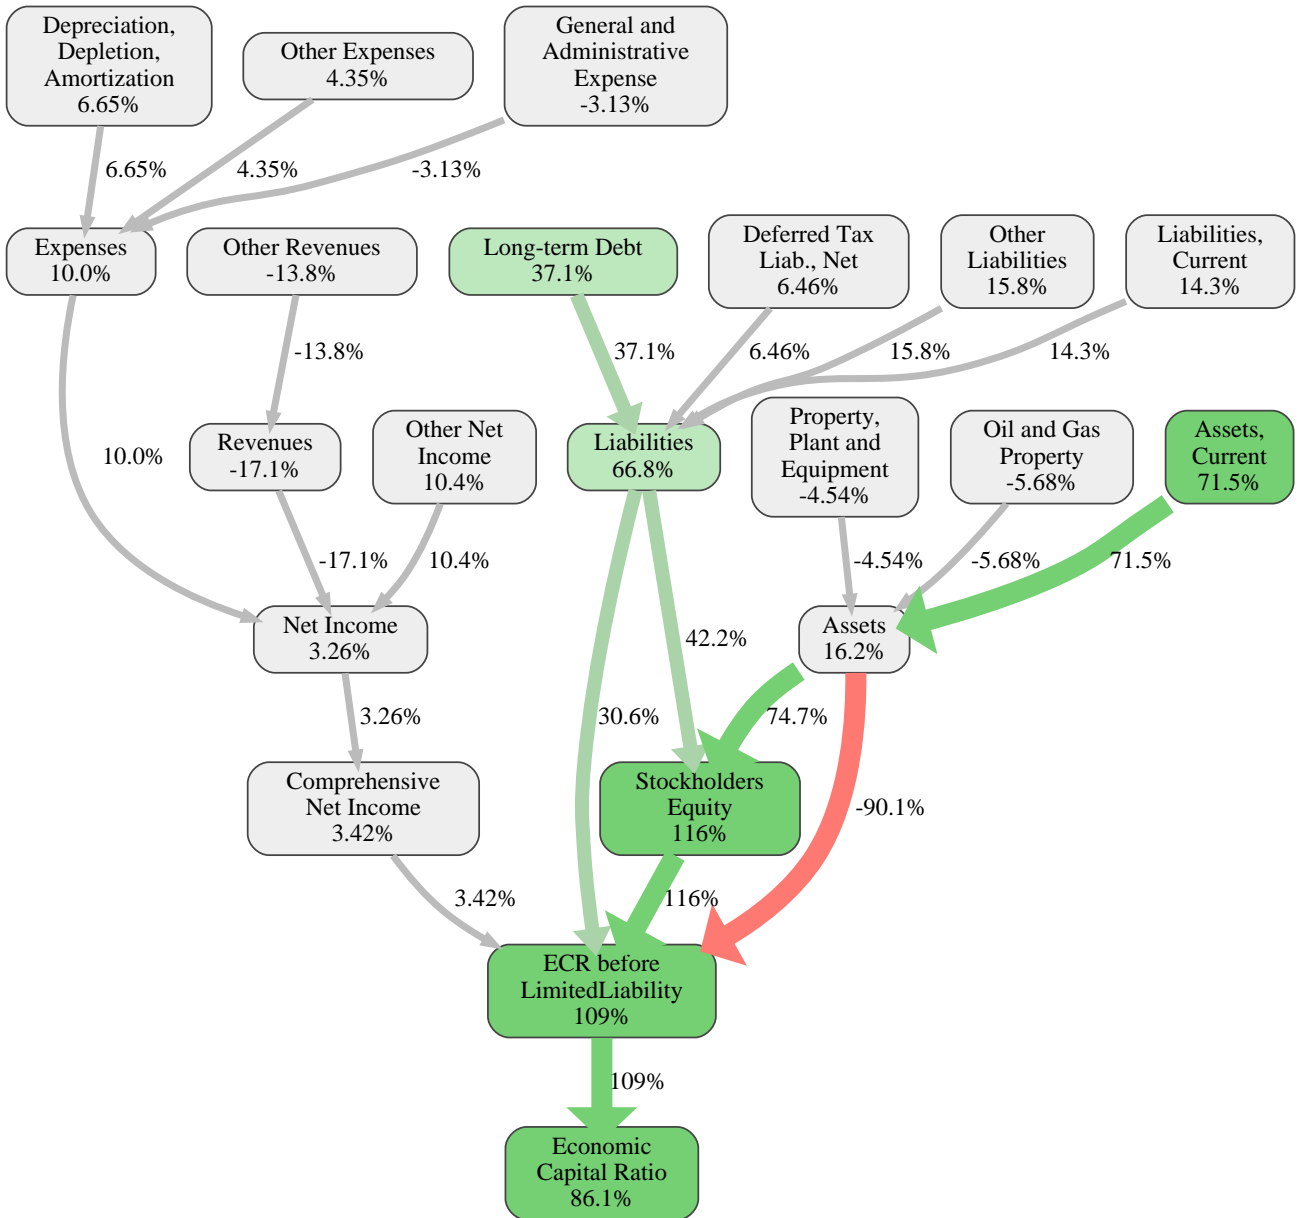 Depreciation,
Depletion,
Amortization
6.65%
Other Expenses
4.35%
General and
Administrative
Expense
-3.13%
6.65%
4.35%
-3.13%
Expenses
10.0%
Other Revenues
-13.8%
Long-term Debt
37.1%
Deferred Tax
Liab., Net
6.46%
Other
Liabilities
15.8%
Liabilities,
Current
14.3%
-13.8%
37.1%
6.46%
15.8%
14.3%
10.0%
Revenues
-17.1%
Other Net
Income
10.4%
Liabilities
66.8%
Property,
Plant and
Equipment
-4.54%
Oil and Gas
Property
-5.68%
Assets,
Current
71.5%
-17.1%
10.4%
-4.54%
-5.68%
71.5%
Net Income
3.26%
42.2%
Assets
16.2%
3.26%
30.6%
74.7%
Comprehensive
Net Income
3.42%
Stockholders
Equity
116%
-90.1%
3.42%
116%
ECR before
LimitedLiability
109%
109%
Economic
Capital Ratio
86.1%